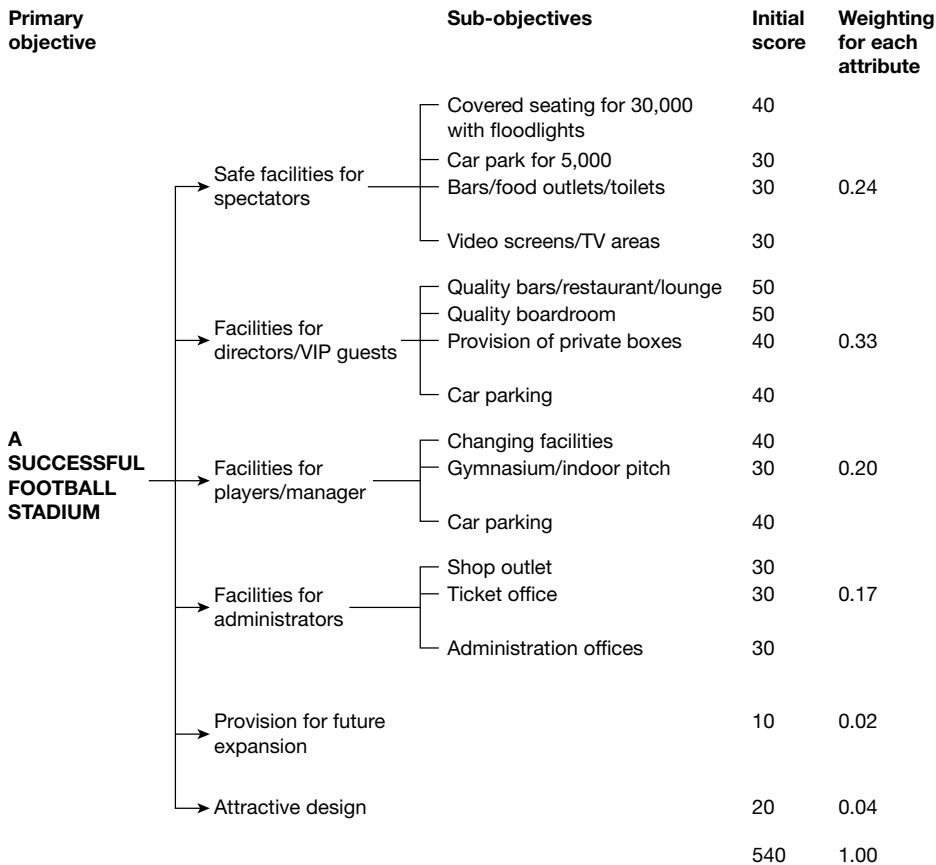 Primary objective
Sub-objectives
Initial score
Weighting for each attribute
A SUCCESSFUL FOOTBALL STADIUM
Safe facilities for spectators
Covered seating for 30,000 with floodlights 40
Car park for 5,000 30
Bars/food outlets/toilets 30 0.24
Video screens/TV areas 30
Facilities for directors/VIP guests
Quality bars/restaurant/lounge 50
Quality boardroom 50
Provision of private boxes 40 0.33
Car parking 40
Facilities for players/manager
Changing facilities 40
Gymnasium/indoor pitch 30 0.20
Car parking 40
Facilities for administrators
Shop outlet 30
Ticket office 30 0.17
Administration offices 30
Provision for future expansion 10 0.02
Attractive design 20 0.04
540 1.00